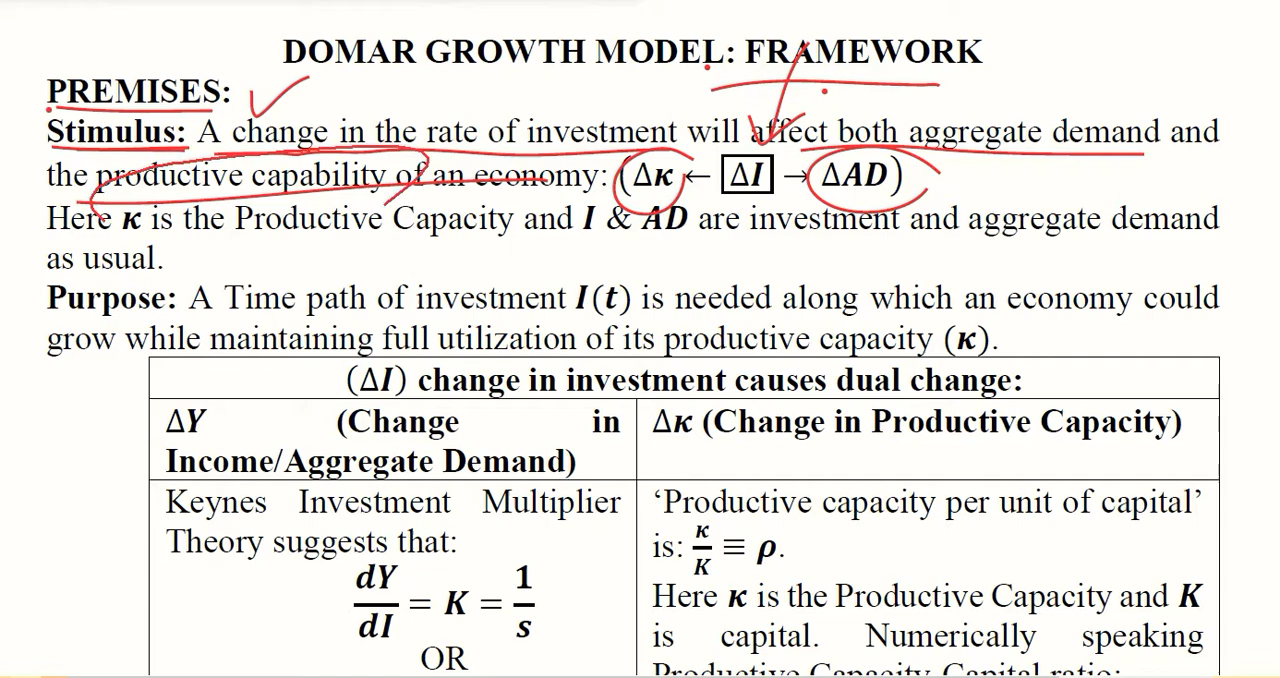 DOMAR GROWTH MODEL: FRAMEWORK
PREMISES:
Stimulus: A change in the rate of investment will affect both aggregate demand and
the productive capability of an economy: (Δκ ← ΔI → ΔAD)
Here κ is the Productive Capacity and I & AD are investment and aggregate demand
as usual.
Purpose: A Time path of investment I(t) is needed along which an economy could
grow while maintaining full utilization of its productive capacity (κ).
(ΔI) change in investment causes dual change:
ΔY (Change in
Income/Aggregate Demand)
Δκ (Change in Productive Capacity)
Keynes Investment Multiplier
Theory suggests that:
dY/dI = K = 1/s
OR
‘Productive capacity per unit of capital’
is: κ/K ≡ ρ.
Here κ is the Productive Capacity and K
is capital. Numerically speaking
Productive Capacity-Capital ratio: